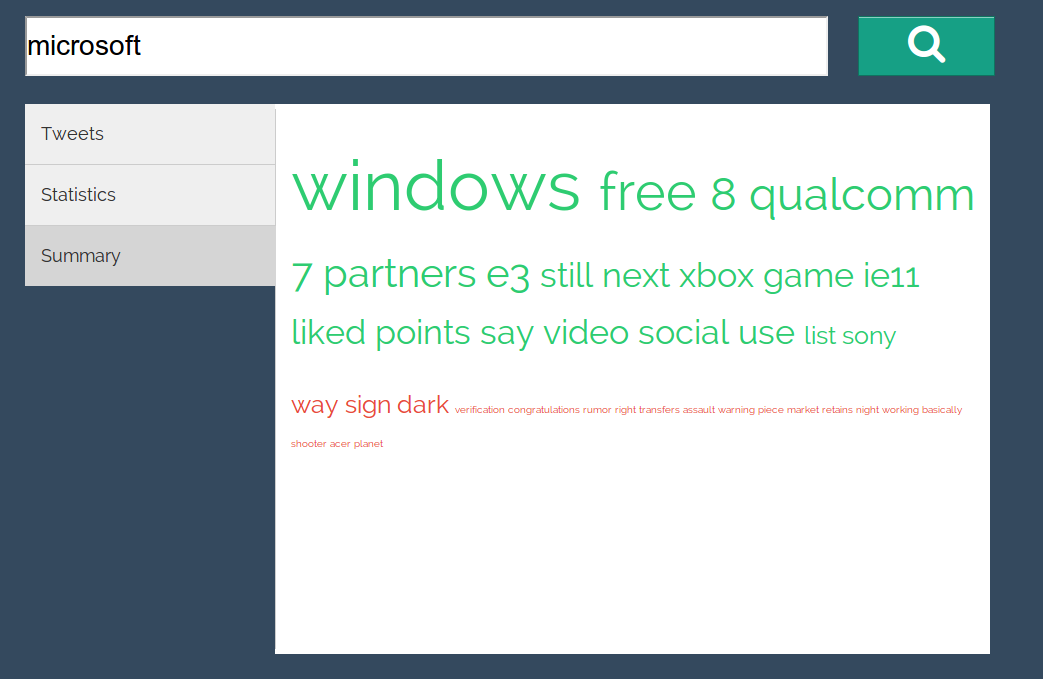 microsoft
Tweets
Statistics
Summary
windows free 8 qualcomm
7 partners e3 still next xbox game ie11
liked points say video social use list sony
way sign dark verification congratulations rumor right transfers assault warning piece market retains night working basically
shooter acer planet